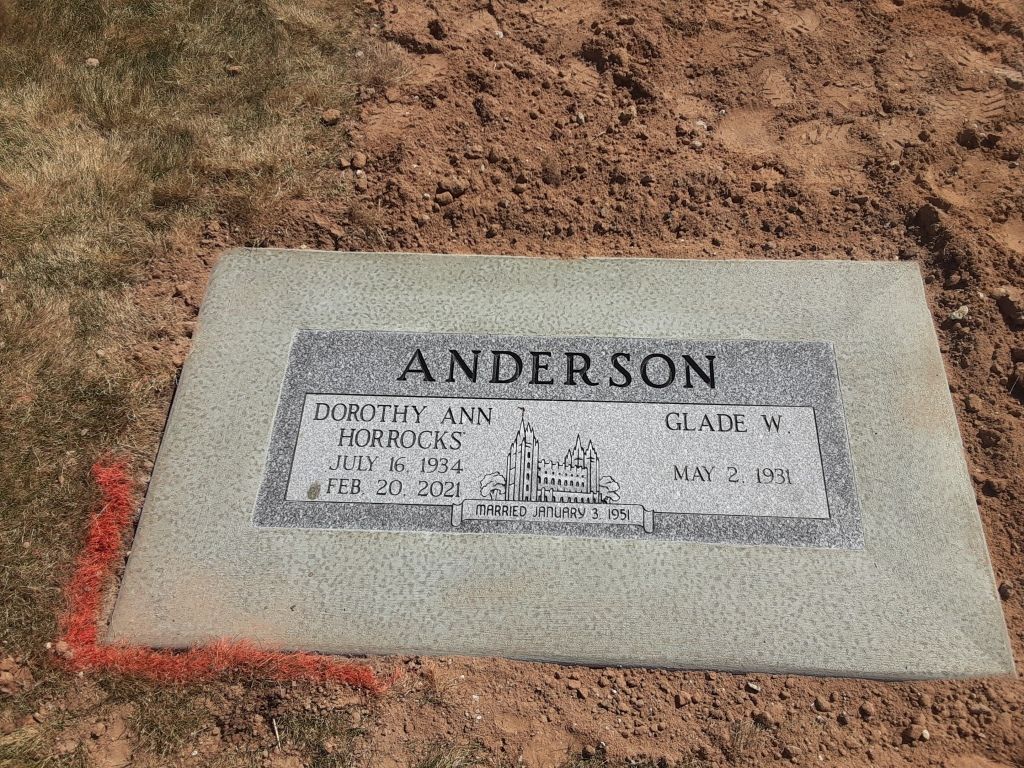 ANDERSON
DOROTHY ANN
HORROCKS
JULY 16, 1934
FEB. 20, 2021
GLADE W.
MAY 2, 1931
MARRIED JANUARY 3, 1951